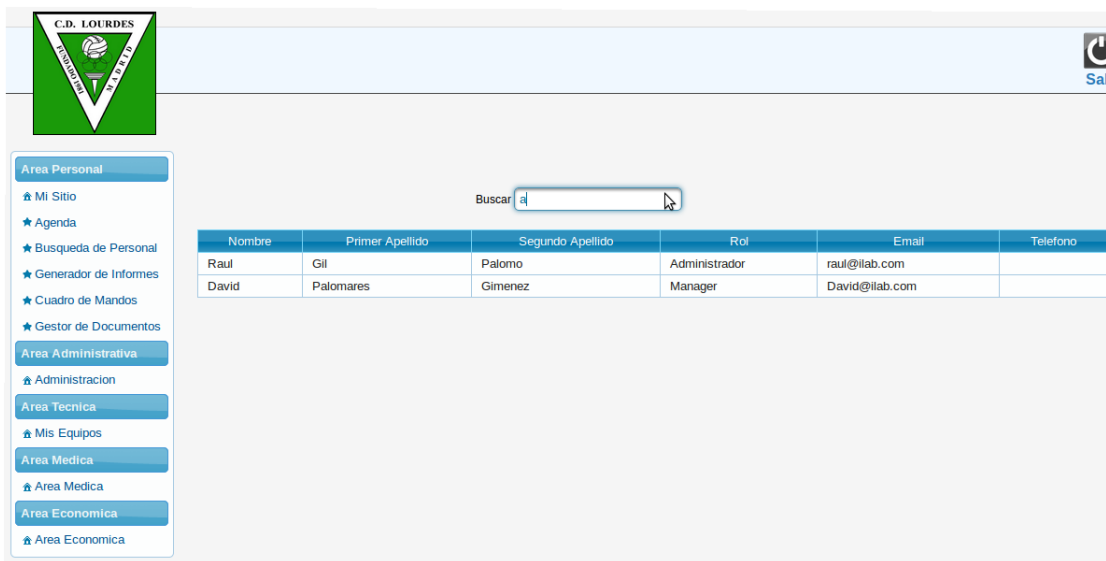 C.D. LOURDES
FUNDADO 1981
MADRID
Sal
Area Personal
Mi Sitio
Agenda
Busqueda de Personal
Generador de Informes
Cuadro de Mandos
Gestor de Documentos
Area Administrativa
Administracion
Area Tecnica
Mis Equipos
Area Medica
Area Medica
Area Economica
Area Economica
Buscar a
Nombre Primer Apellido Segundo Apellido Rol Email Telefono
Raul Gil Palomo Administrador raul@ilab.com
David Palomares Gimenez Manager David@ilab.com